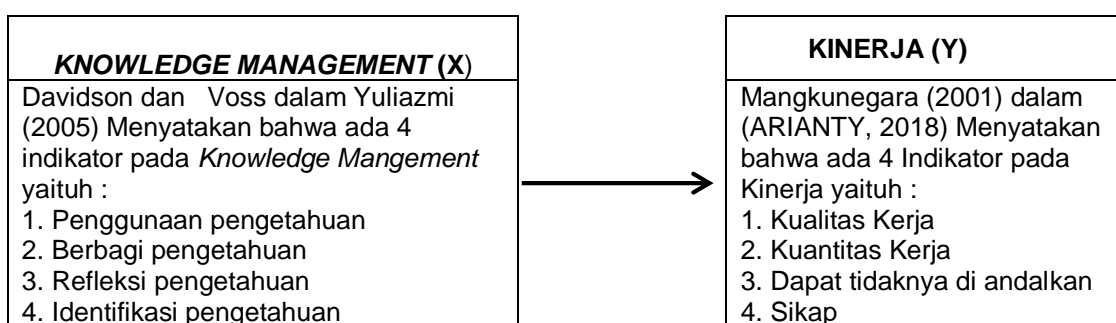 KNOWLEDGE MANAGEMENT (X)
Davidson dan Voss dalam Yuliazmi
(2005) Menyatakan bahwa ada 4
indikator pada Knowledge Mangement
yaituh :
1. Penggunaan pengetahuan
2. Berbagi pengetahuan
3. Refleksi pengetahuan
4. Identifikasi pengetahuan
KINERJA (Y)
Mangkunegara (2001) dalam
(ARIANTY, 2018) Menyatakan
bahwa ada 4 Indikator pada
Kinerja yaituh :
1. Kualitas Kerja
2. Kuantitas Kerja
3. Dapat tidaknya di andalkan
4. Sikap